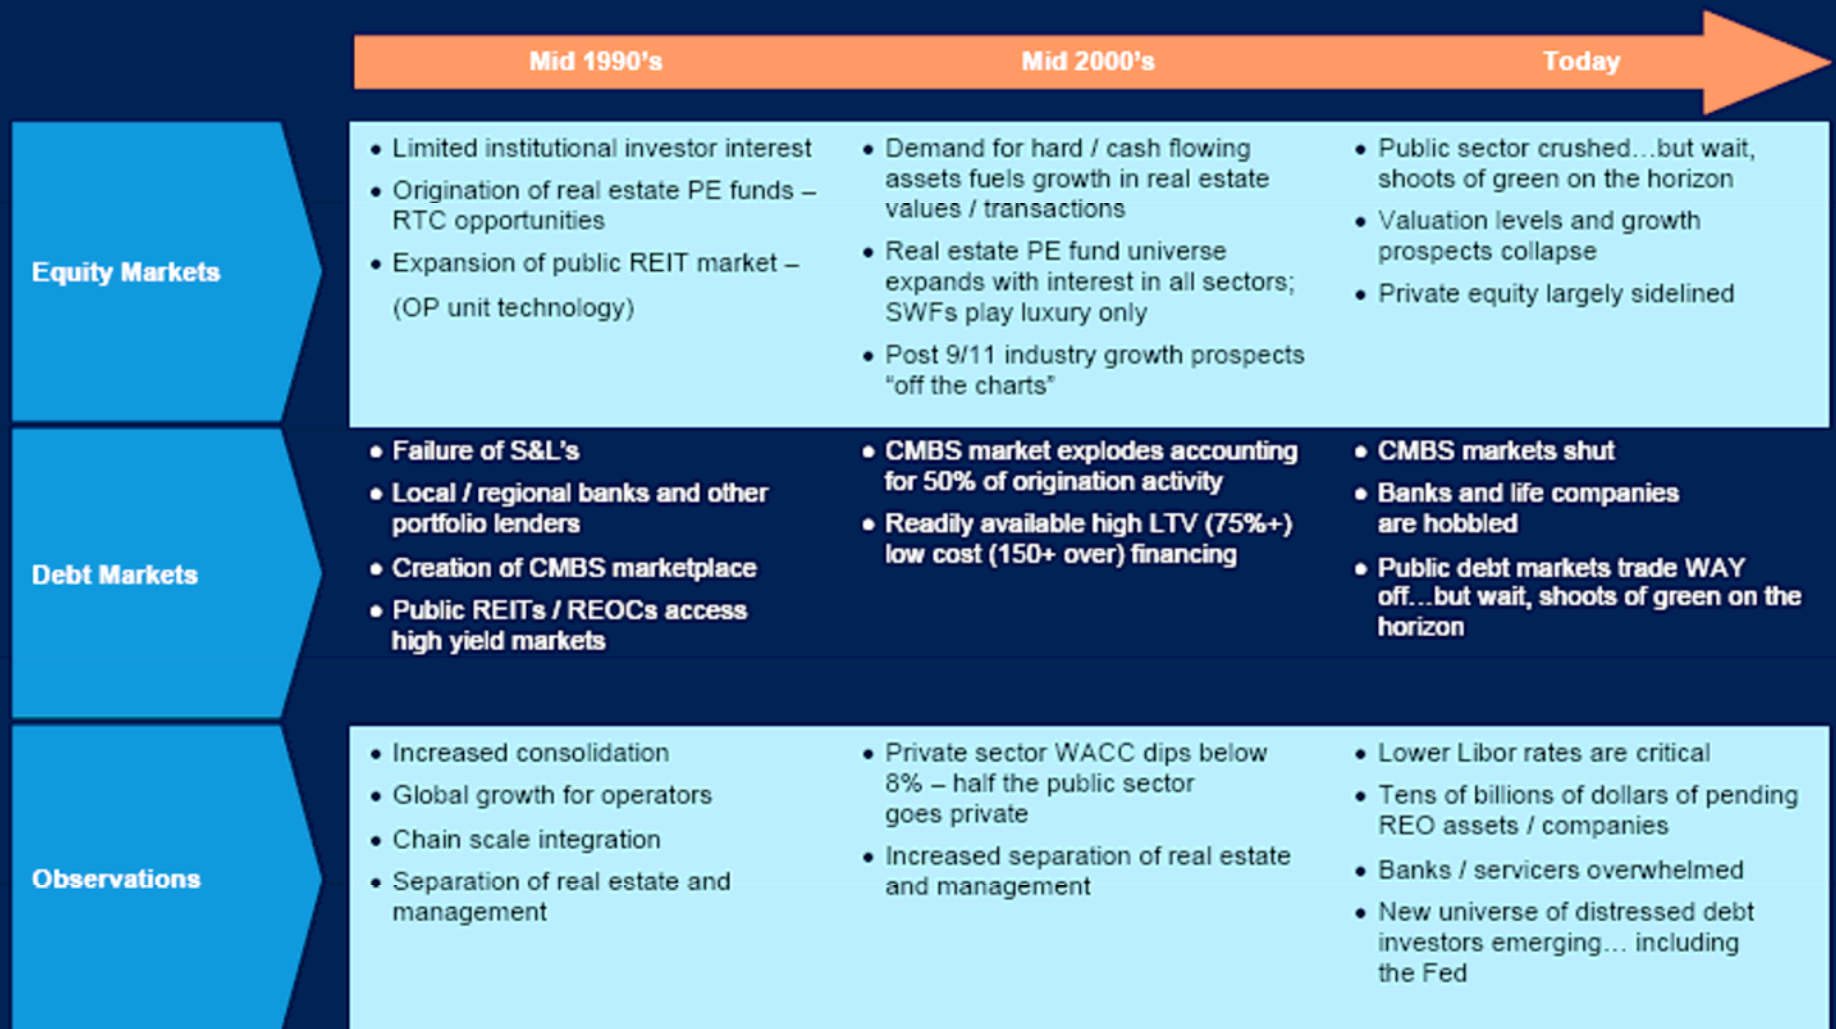 Mid 1990's
Mid 2000's
Today
Equity Markets
• Limited institutional investor interest
• Origination of real estate PE funds –
RTC opportunities
• Expansion of public REIT market –
(OP unit technology)
• Demand for hard / cash flowing
assets fuels growth in real estate
values / transactions
• Real estate PE fund universe
expands with interest in all sectors;
SWFs play luxury only
• Post 9/11 industry growth prospects
“off the charts”
• Public sector crushed…but wait,
shoots of green on the horizon
• Valuation levels and growth
prospects collapse
• Private equity largely sidelined
Debt Markets
• Failure of S&L's
• Local / regional banks and other
portfolio lenders
• Creation of CMBS marketplace
• Public REITs / REOCs access
high yield markets
• CMBS market explodes accounting
for 50% of origination activity
• Readily available high LTV (75%+)
low cost (150+ over) financing
• CMBS markets shut
• Banks and life companies
are hobbled
• Public debt markets trade WAY
off…but wait, shoots of green on the
horizon
Observations
• Increased consolidation
• Global growth for operators
• Chain scale integration
• Separation of real estate and
management
• Private sector WACC dips below
8% – half the public sector
goes private
• Increased separation of real estate
and management
• Lower Libor rates are critical
• Tens of billions of dollars of pending
REO assets / companies
• Banks / servicers overwhelmed
• New universe of distressed debt
investors emerging… including
the Fed